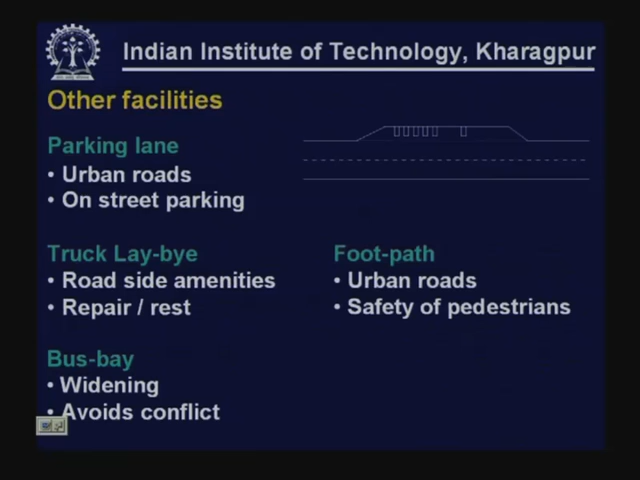 Indian Institute of Technology, Kharagpur
Other facilities
Parking lane
• Urban roads
• On street parking
Truck Lay-bye
• Road side amenities
• Repair / rest
Foot-path
• Urban roads
• Safety of pedestrians
Bus-bay
• Widening
• Avoids conflict